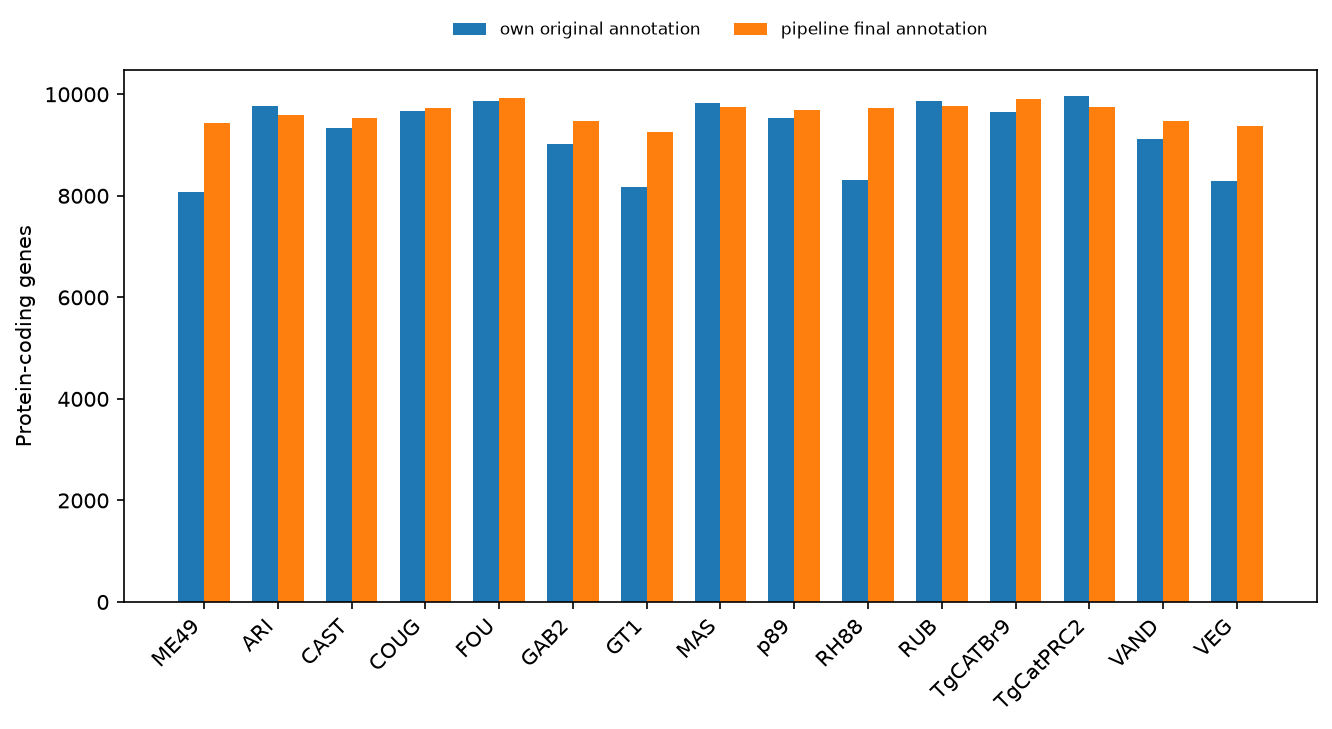 own original annotation pipeline final annotation
Protein-coding genes
10000
8000
6000
4000
2000
0
ME49
ARI
CAST
COUG
FOU
GAB2
GT1
MAS
p89
RH88
RUB
TgCATBr9
TgCatPRC2
VAND
VEG